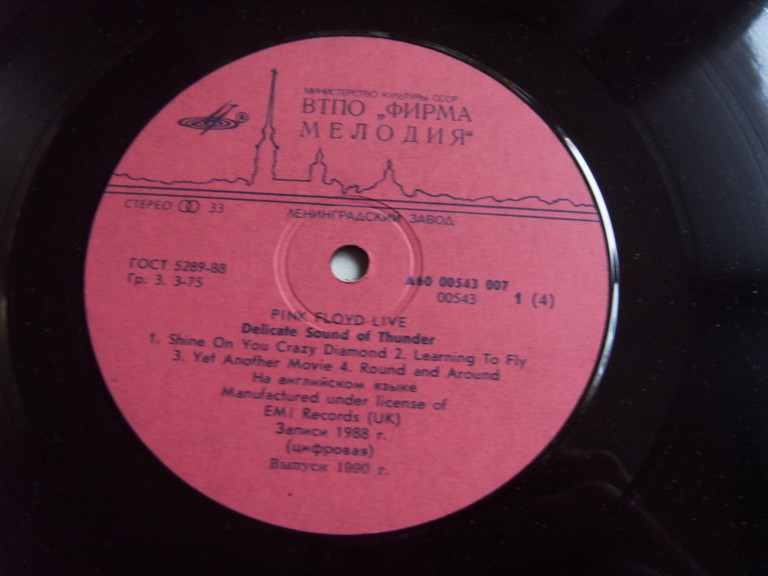 МИНИСТЕРСТВО КУЛЬТУРЫ СССР
ВТПО „ФИРМА
МЕЛОДИЯ“
СТЕРЕО 33
ЛЕНИНГРАДСКИЙ ЗАВОД
ГОСТ 5289-88
Гр. 3. 3-75
А60 00543 007
00543 1 (4)
PINK FLOYD LIVE
Delicate Sound of Thunder
1. Shine On You Crazy Diamond 2. Learning To Fly
3. Yet Another Movie 4. Round and Around
На английском языке
Manufactured under license of
EMI Records (UK)
Записи 1988 г.
(цифровая)
Выпуск 1990 г.